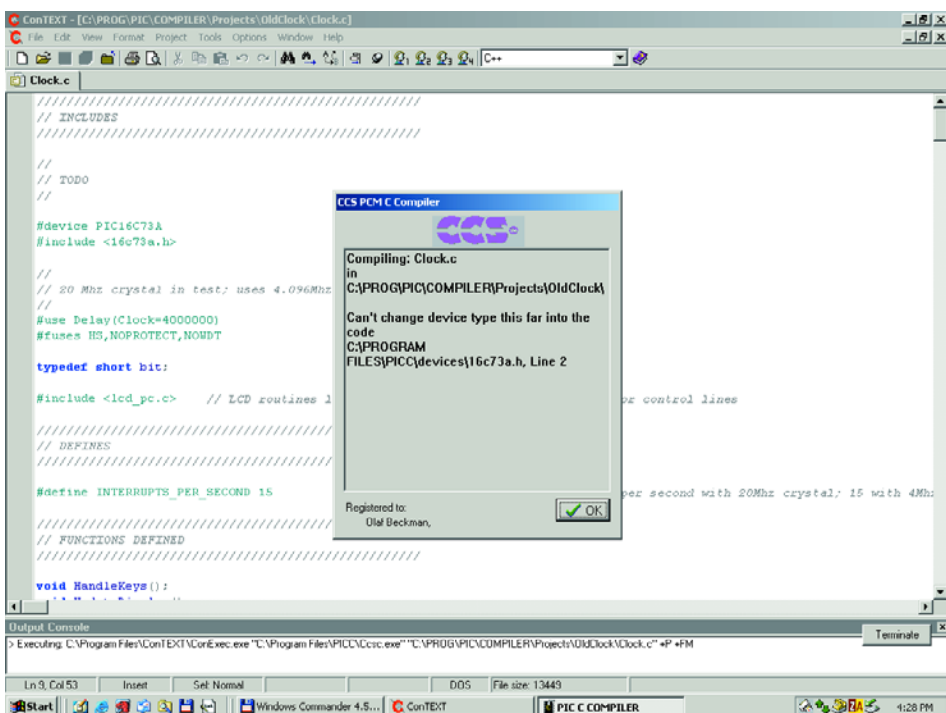 ConTEXT - [C:\PROG\PIC\COMPILER\Projects\OldClock\Clock.c]
File Edit View Format Project Tools Options Window Help
C++
Clock.c
////////////////////////////////////////////////////
// INCLUDES
////////////////////////////////////////////////////
//
// TODO
//
#device PIC16C73A
#include <16c73a.h>
//
// 20 Mhz crystal in test; uses 4.096Mhz
//
#use Delay(Clock=4000000)
#fuses HS,NOPROTECT,NOWDT
typedef short bit;
#include <lcd_pc.c> // LCD routines l
or control lines
////////////////////////////////////////
// DEFINES
////////////////////////////////////////
#define INTERRUPTS_PER_SECOND 15
per second with 20Mhz crystal; 15 with 4Mhz
////////////////////////////////////////
// FUNCTIONS DEFINED
////////////////////////////////////////////////////
void HandleKeys();
CCS PCM C Compiler
CCS
Compiling: Clock.c
in
C:\PROG\PIC\COMPILER\Projects\OldClock\
Can't change device type this far into the
code
C:\PROGRAM
FILES\PICC\devices\16c73a.h, Line 2
Registered to:
Olaf Beckman,
OK
Output Console
> Executing: C:\Program Files\ConTEXT\ConExec.exe "C:\Program Files\PICC\Ccsc.exe" "C:\PROG\PIC\COMPILER\Projects\OldClock\Clock.c" +P +FM
Terminate
Ln 9, Col 53 Insert Sel: Normal DOS File size: 13449
Start Windows Commander 4.5... ConTEXT PIC C COMPILER 4:28 PM